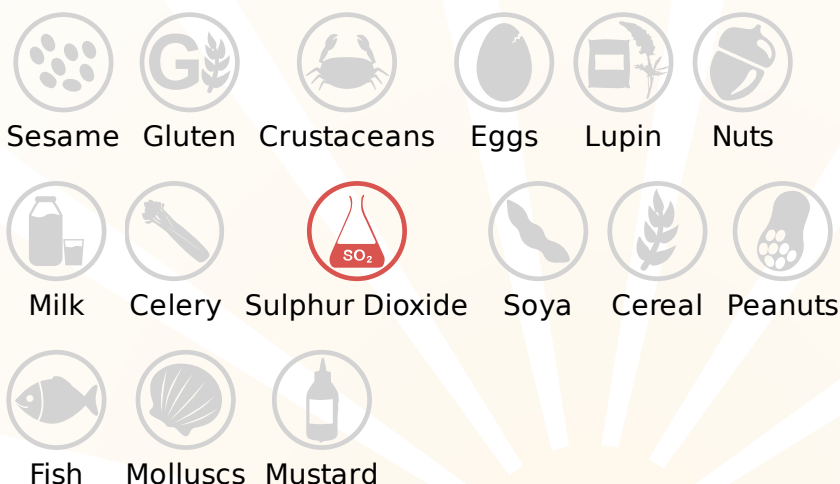 G
Sesame Gluten Crustaceans Eggs Lupin Nuts
SO₂
Milk Celery Sulphur Dioxide Soya Cereal Peanuts
Fish Molluscs Mustard